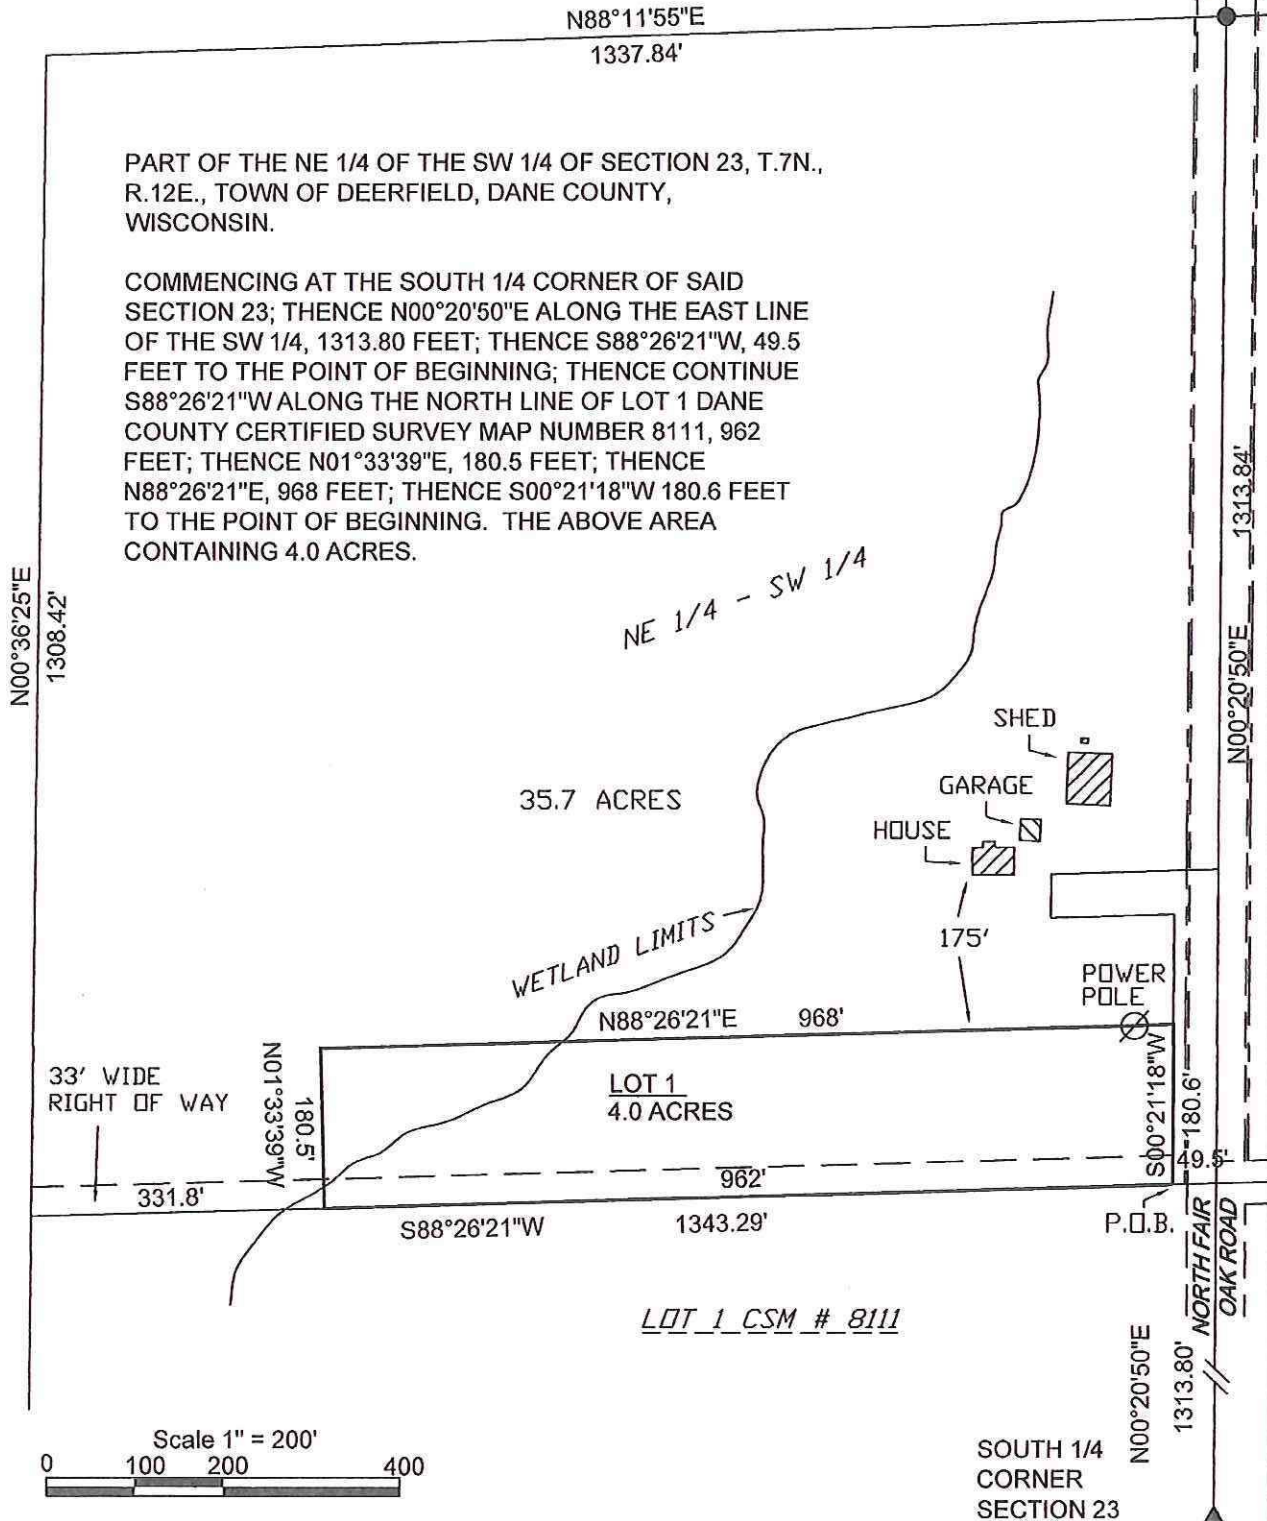 N88°11'55"E
1337.84'
PART OF THE NE 1/4 OF THE SW 1/4 OF SECTION 23, T.7N.,
R.12E., TOWN OF DEERFIELD, DANE COUNTY,
WISCONSIN.
COMMENCING AT THE SOUTH 1/4 CORNER OF SAID
SECTION 23; THENCE N00°20'50"E ALONG THE EAST LINE
OF THE SW 1/4, 1313.80 FEET; THENCE S88°26'21"W, 49.5
FEET TO THE POINT OF BEGINNING; THENCE CONTINUE
S88°26'21"W ALONG THE NORTH LINE OF LOT 1 DANE
COUNTY CERTIFIED SURVEY MAP NUMBER 8111, 962
FEET; THENCE N01°33'39"E, 180.5 FEET; THENCE
N88°26'21"E, 968 FEET; THENCE S00°21'18"W 180.6 FEET
TO THE POINT OF BEGINNING. THE ABOVE AREA
CONTAINING 4.0 ACRES.
N00°36'25"E
1308.42'
NE 1/4 - SW 1/4
1313.84'
N00°20'50"E
SHED
GARAGE
HOUSE
35.7 ACRES
175'
WETLAND LIMITS
POWER
POLE
N88°26'21"E 968'
33' WIDE
RIGHT OF WAY
N01°33'39"W
180.5'
LOT 1
4.0 ACRES
S00°21'18"W
180.6'
49.5'
331.8'
962'
S88°26'21"W 1343.29'
P.O.B.
NORTH FAIR
OAK ROAD
LOT 1 CSM # 8111
N00°20'50"E
1313.80'
Scale 1" = 200'
0 100 200 400
SOUTH 1/4
CORNER
SECTION 23